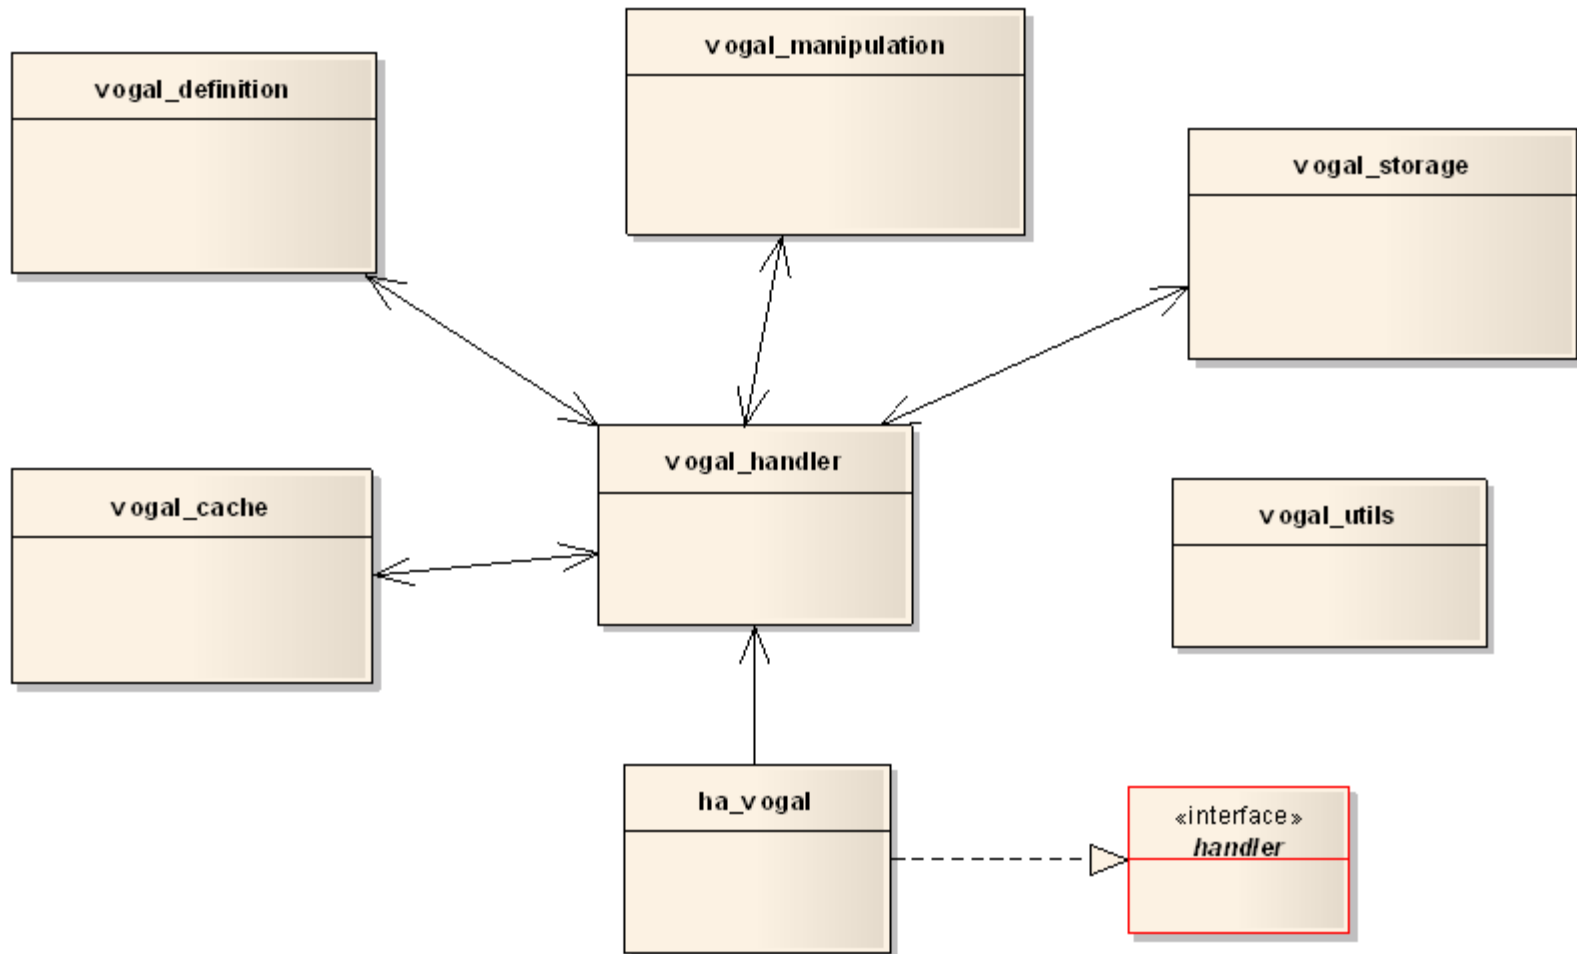 vogal_manipulation
vogal_definition
vogal_storage
vogal_handler
vogal_cache
vogal_utils
ha_vogal
«interface»
handler